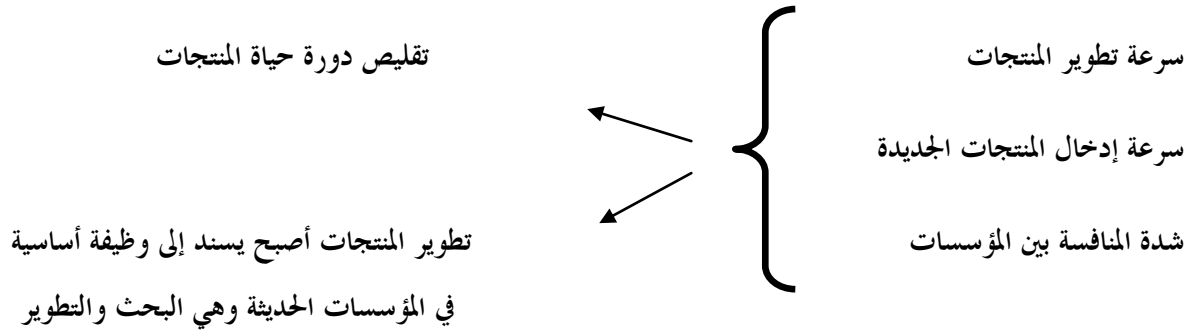 سرعة تطوير المنتجات
سرعة إدخال المنتجات الجديدة
شدة المنافسة بين المؤسسات
تقليص دورة حياة المنتجات
تطوير المنتجات أصبح يسند إلى وظيفة أساسية
في المؤسسات الحديثة وهي البحث والتطوير